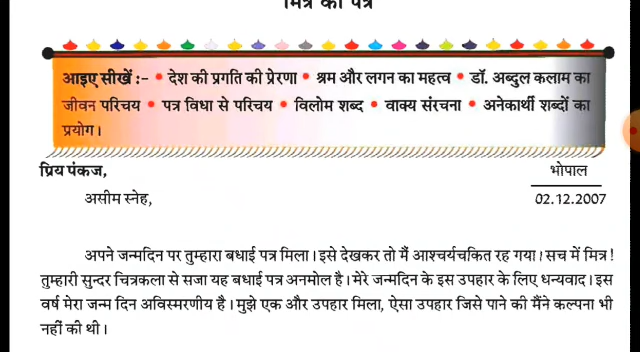 मित्र को पत्र
आइए सीखें :- • देश की प्रगति की प्रेरणा • श्रम और लगन का महत्व • डॉ. अब्दुल कलाम का
जीवन परिचय • पत्र विधा से परिचय • विलोम शब्द • वाक्य संरचना • अनेकार्थी शब्दों का
प्रयोग।
प्रिय पंकज,
भोपाल
असीम स्नेह,
02.12.2007
अपने जन्मदिन पर तुम्हारा बधाई पत्र मिला। इसे देखकर तो मैं आश्चर्यचकित रह गया। सच में मित्र!
तुम्हारी सुन्दर चित्रकला से सजा यह बधाई पत्र अनमोल है। मेरे जन्मदिन के इस उपहार के लिए धन्यवाद। इस
वर्ष मेरा जन्म दिन अविस्मरणीय है। मुझे एक और उपहार मिला, ऐसा उपहार जिसे पाने की मैंने कल्पना भी
नहीं की थी।